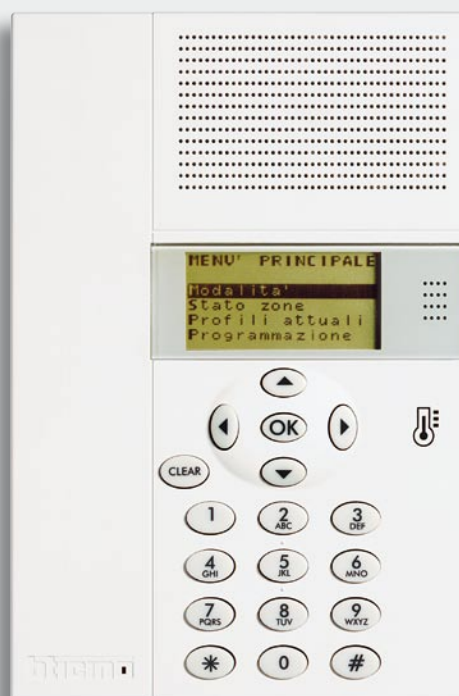 MENU' PRINCIPALE
Modalita'
Stato zone
Profili attuali
Programmazione
OK
CLEAR
1
2 ABC
3 DEF
4 GHI
5 JKL
6 MNO
7 PQRS
8 TUV
9 WXYZ
* 0 #
bticino